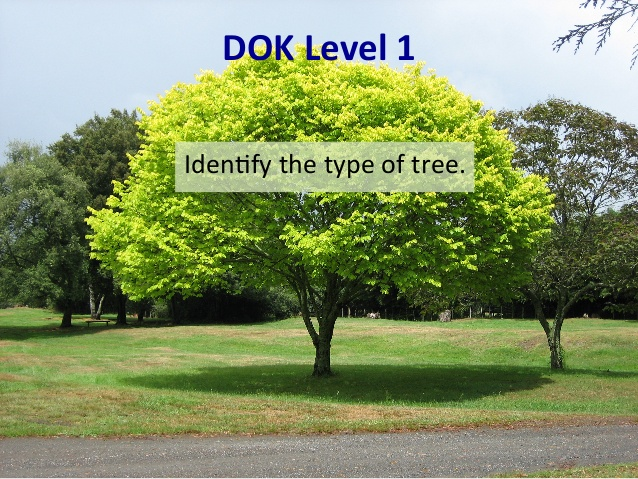 DOK Level 1
Identify the type of tree.